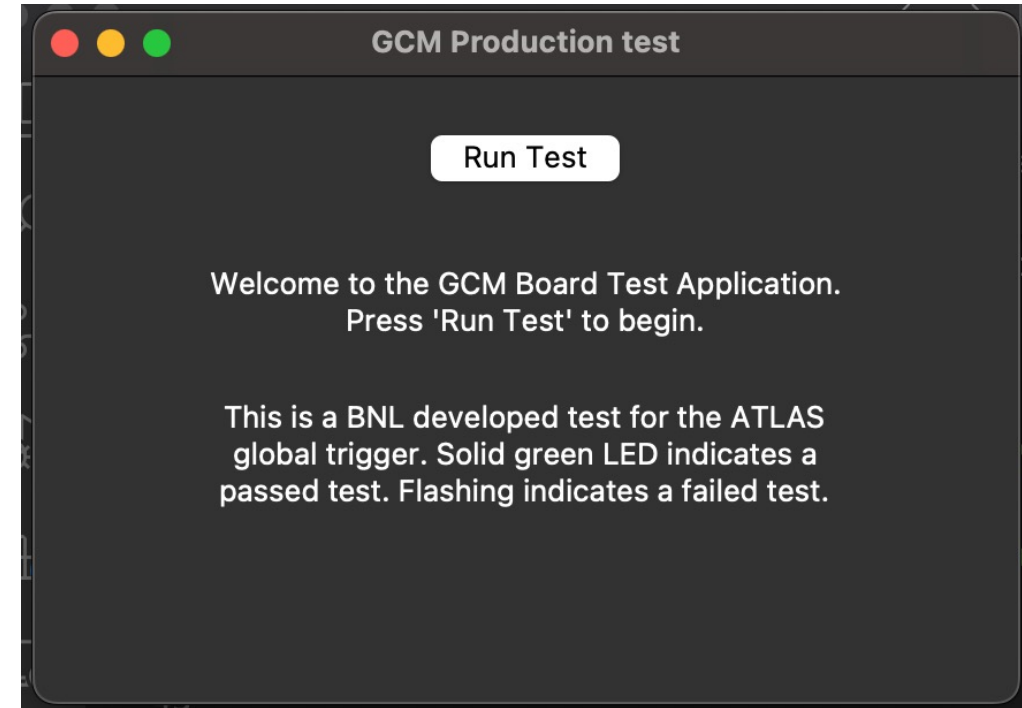 GCM Production test
Run Test
Welcome to the GCM Board Test Application.
Press 'Run Test' to begin.
This is a BNL developed test for the ATLAS
global trigger. Solid green LED indicates a
passed test. Flashing indicates a failed test.